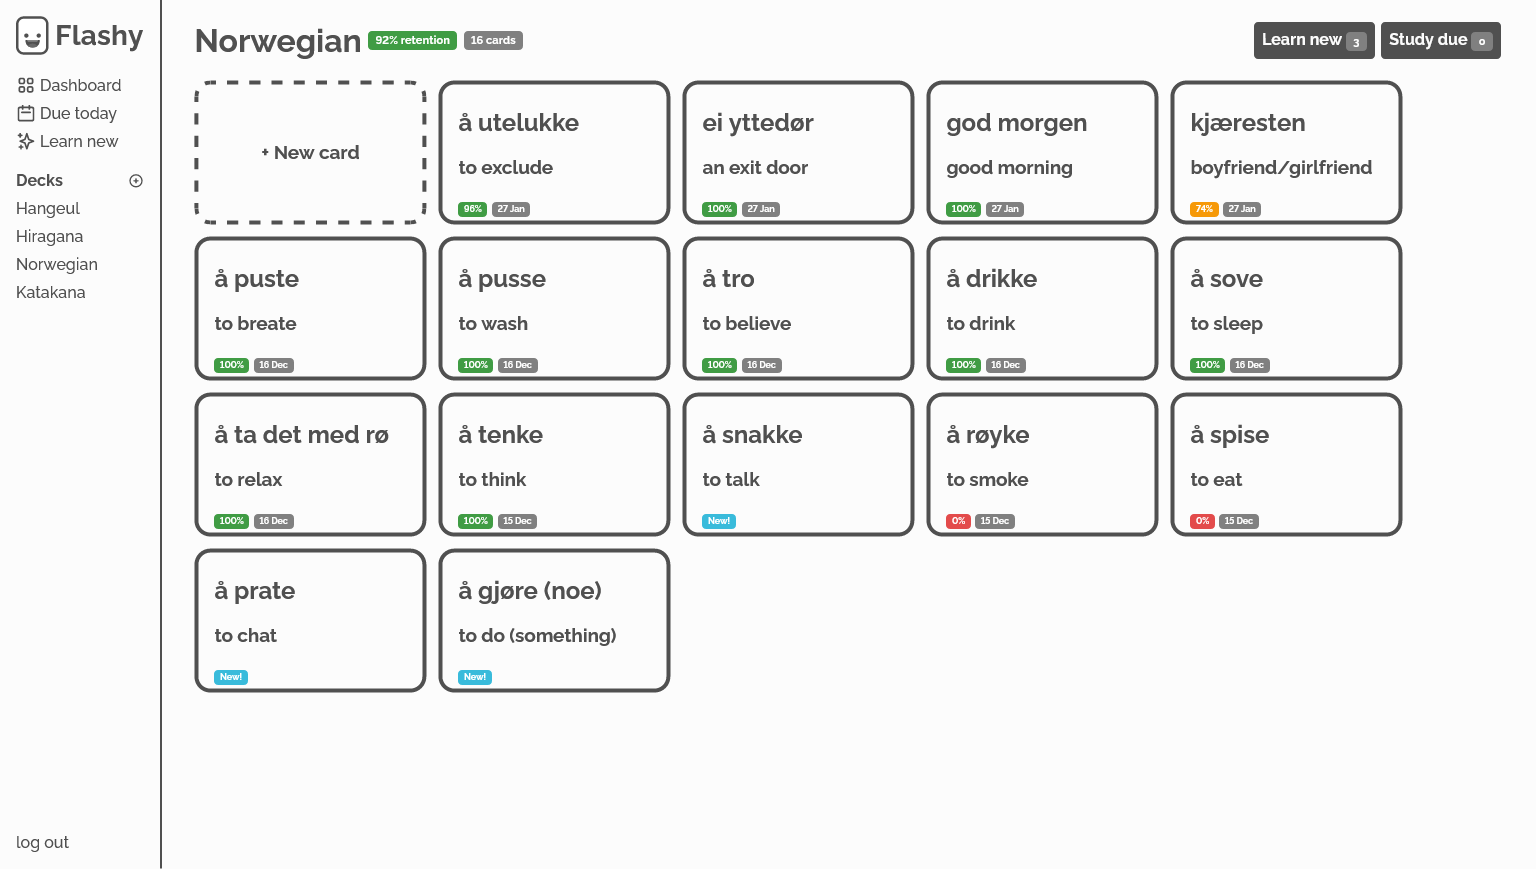 Flashy
Dashboard
Due today
Learn new
Decks
Hangeul
Hiragana
Norwegian
Katakana
log out
Norwegian 92% retention 16 cards
Learn new 3 Study due 0
+ New card
å utelukke
to exclude
96% 27 Jan
ei yttedør
an exit door
100% 27 Jan
god morgen
good morning
100% 27 Jan
kjæresten
boyfriend/girlfriend
74% 27 Jan
å puste
to breate
100% 16 Dec
å pusse
to wash
100% 16 Dec
å tro
to believe
100% 16 Dec
å drikke
to drink
100% 16 Dec
å sove
to sleep
100% 16 Dec
å ta det med rø
to relax
100% 16 Dec
å tenke
to think
100% 15 Dec
å snakke
to talk
New!
å røyke
to smoke
0% 15 Dec
å spise
to eat
0% 15 Dec
å prate
to chat
New!
å gjøre (noe)
to do (something)
New!